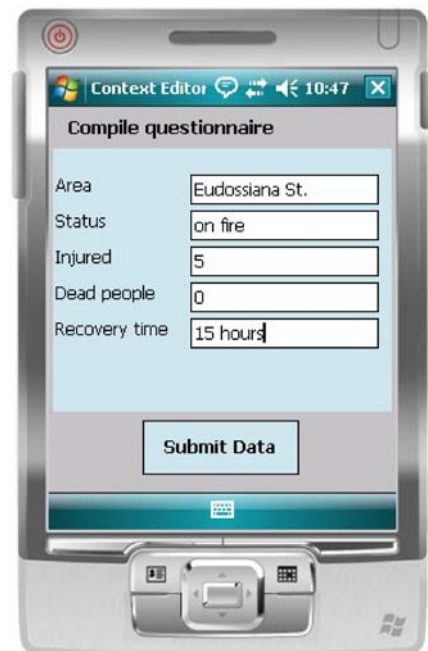 Context Editor 10:47
Compile questionnaire
Area Eudossiana St.
Status on fire
Injured 5
Dead people 0
Recovery time 15 hours
Submit Data